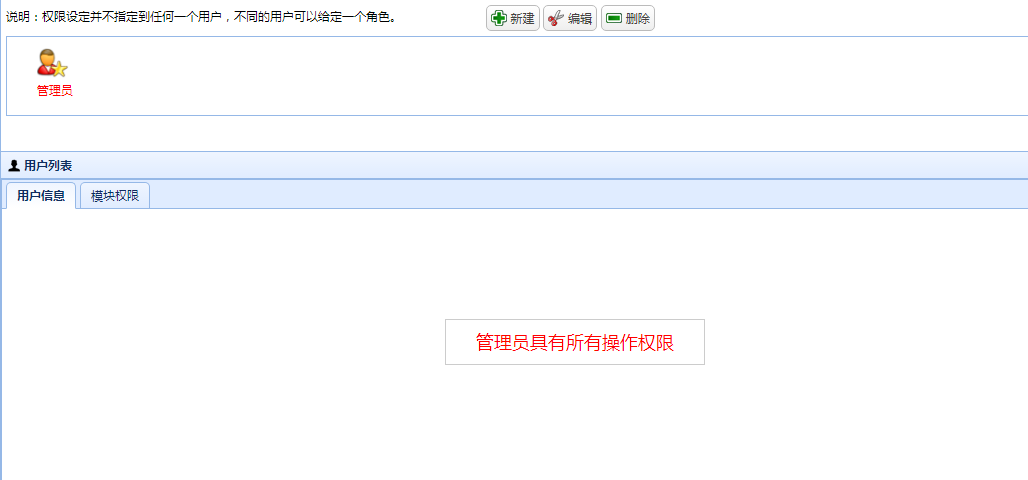 说明：权限设定并不指定到任何一个用户，不同的用户可以给定一个角色。 新建 编辑 删除
管理员
用户列表
用户信息 模块权限
管理员具有所有操作权限